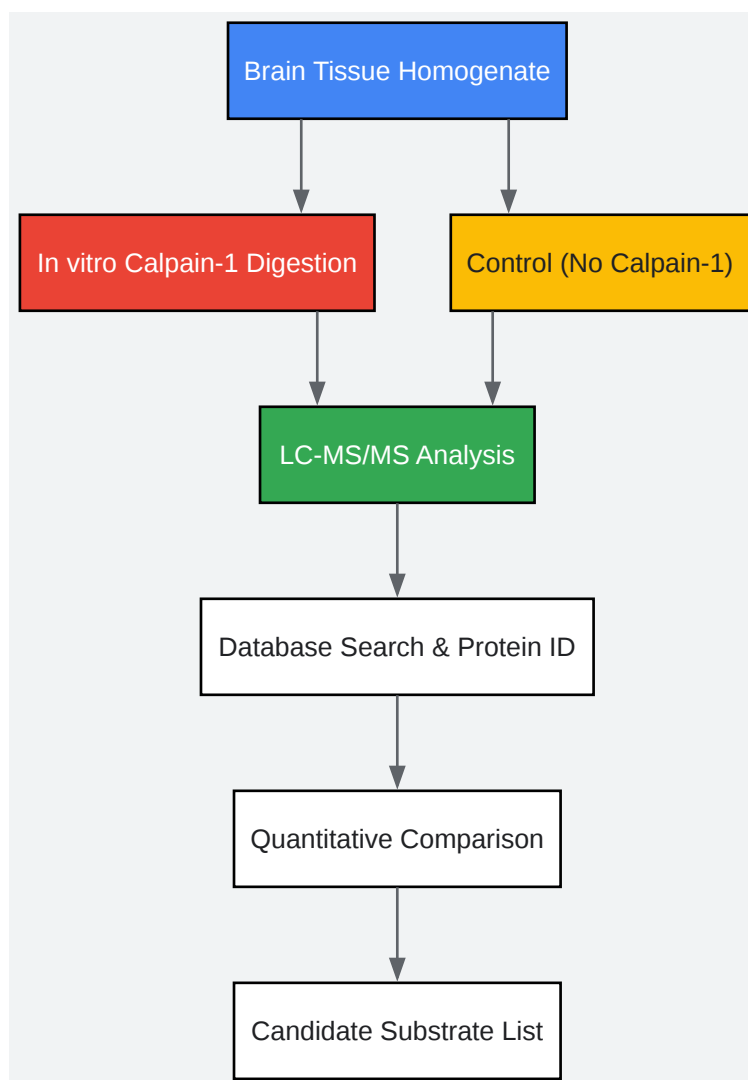 Brain Tissue Homogenate
In vitro Calpain-1 Digestion
Control (No Calpain-1)
LC-MS/MS Analysis
Database Search & Protein ID
Quantitative Comparison
Candidate Substrate List